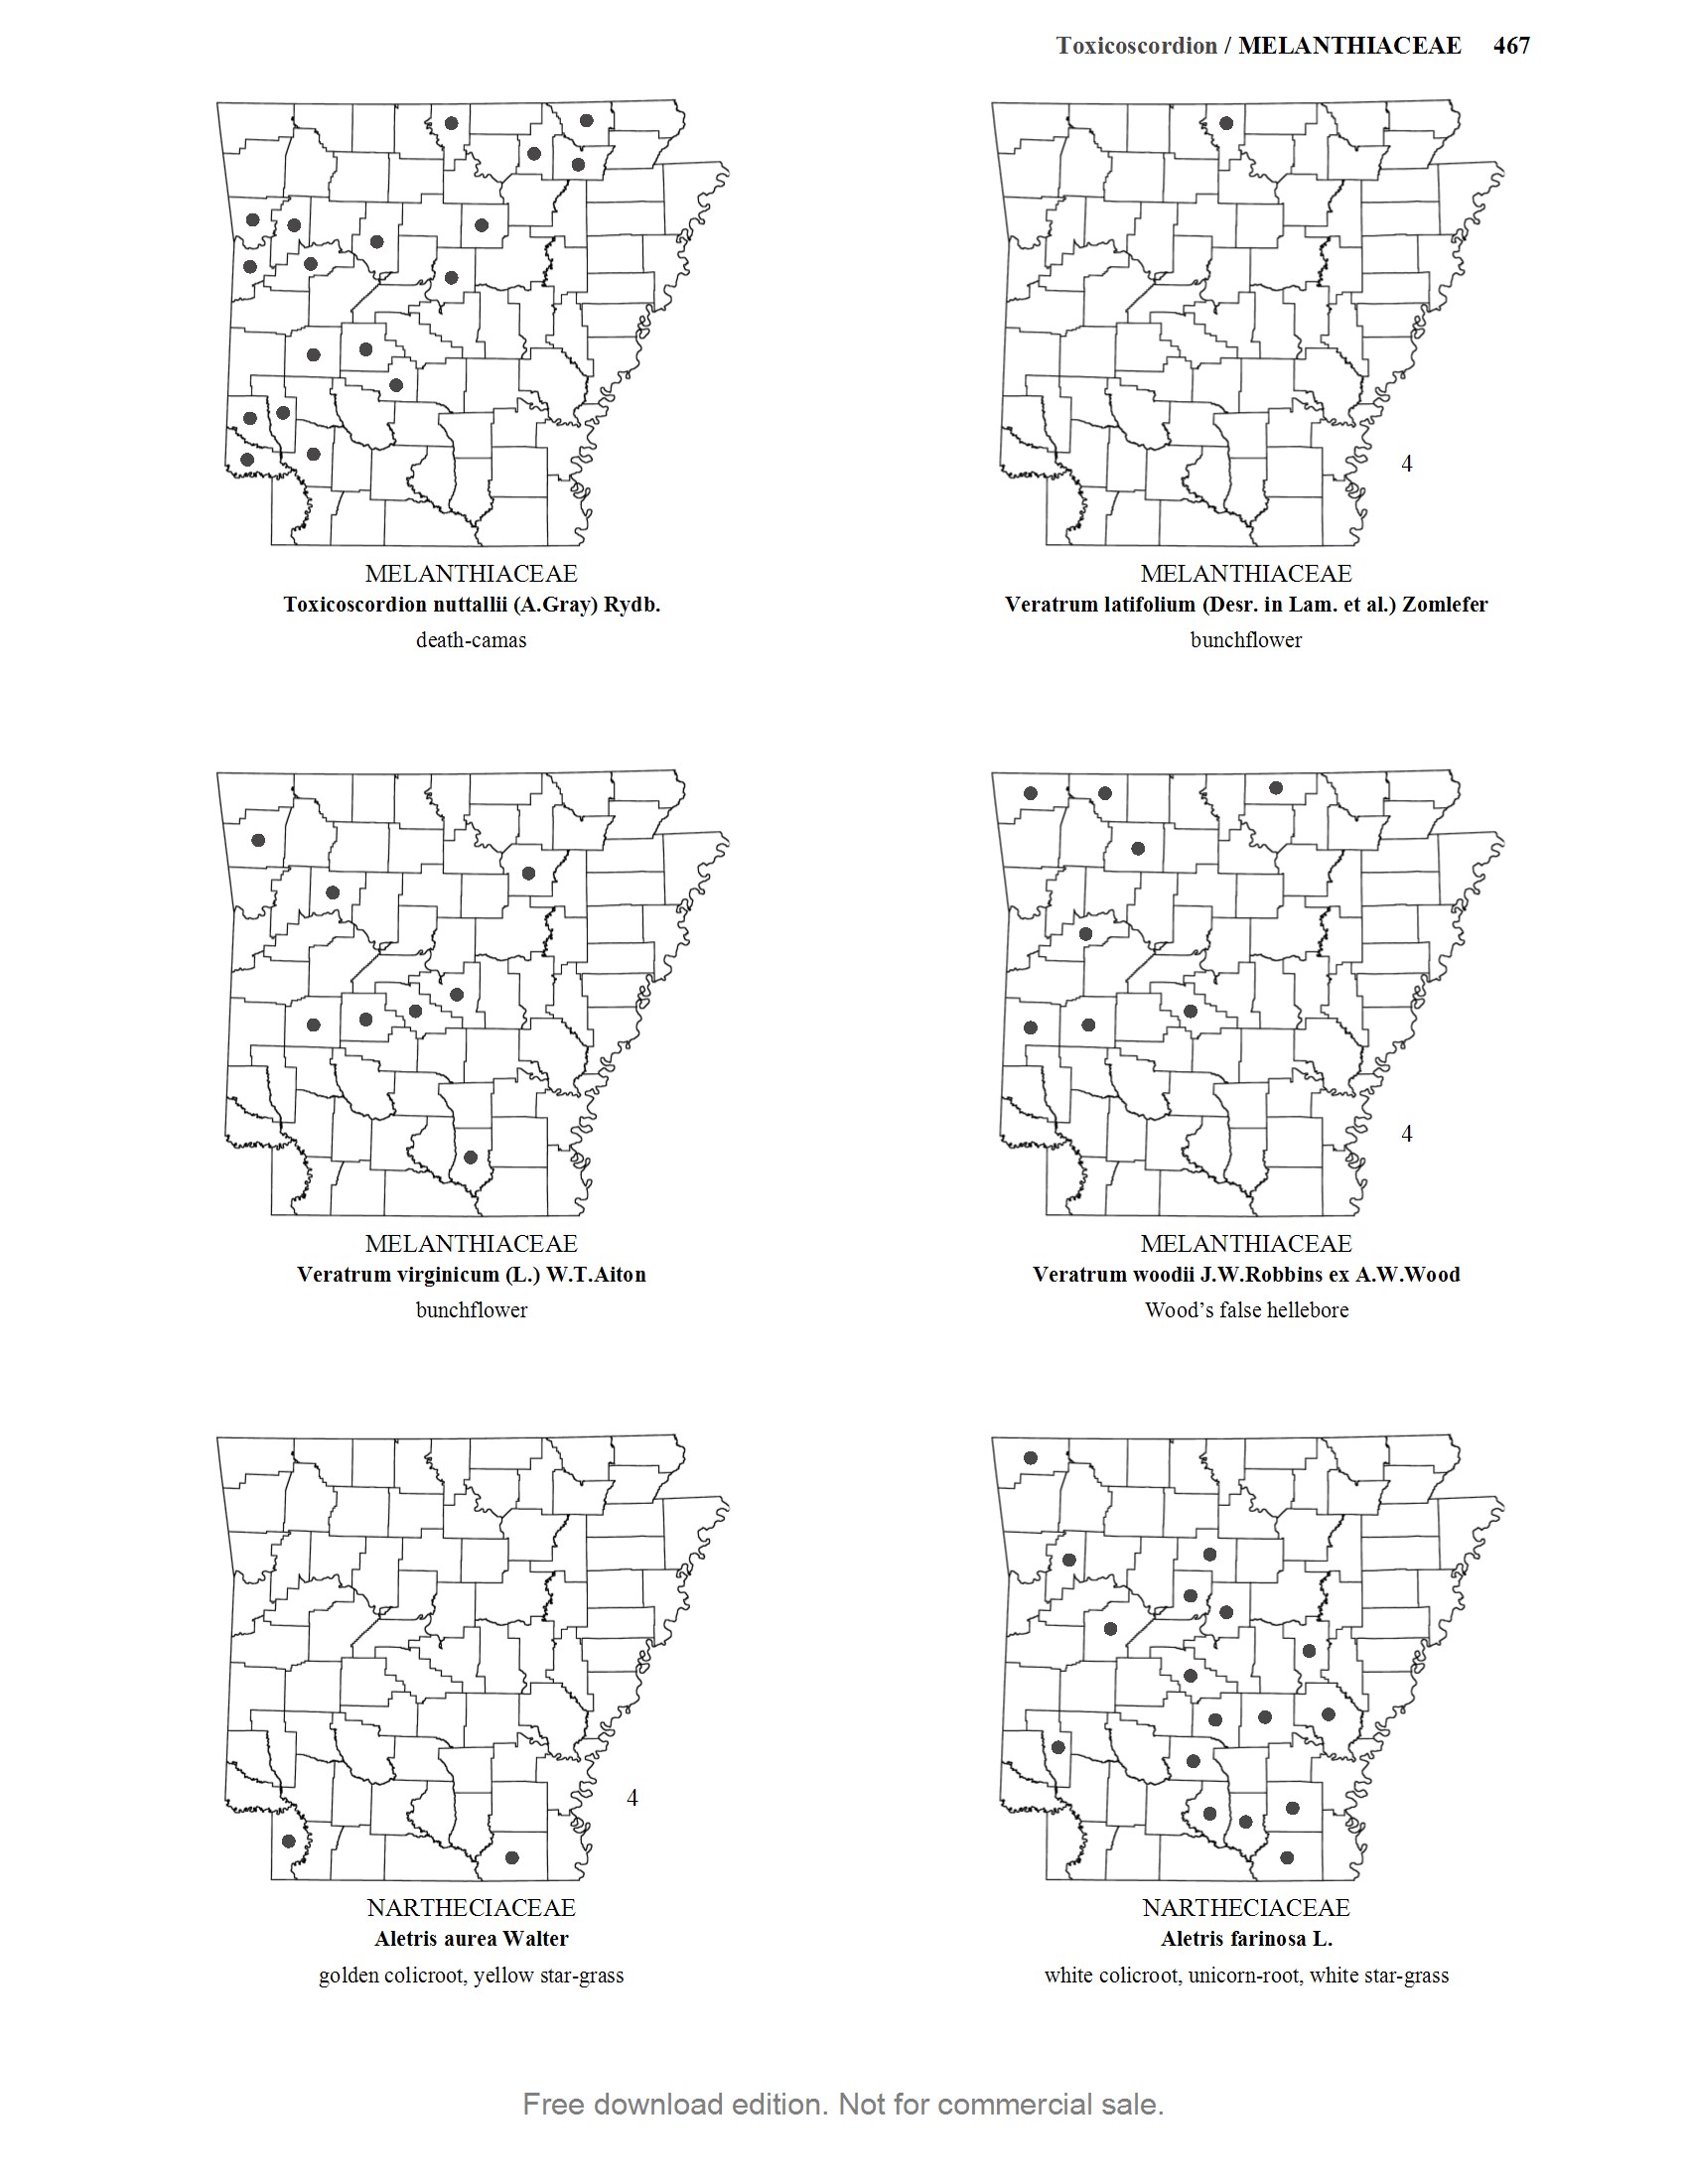 Toxicoscordion / MELANTHIACEAE 467
4
MELANTHIACEAE
Toxicoscordion nuttallii (A.Gray) Rydb.
death-camas
MELANTHIACEAE
Veratrum latifolium (Desr. in Lam. et al.) Zomlefer
bunchflower
4
MELANTHIACEAE
Veratrum virginicum (L.) W.T.Aiton
bunchflower
MELANTHIACEAE
Veratrum woodii J.W.Robbins ex A.W.Wood
Wood’s false hellebore
4
NARTHECIACEAE
Aletris aurea Walter
golden colicroot, yellow star-grass
NARTHECIACEAE
Aletris farinosa L.
white colicroot, unicorn-root, white star-grass
Free download edition. Not for commercial sale.